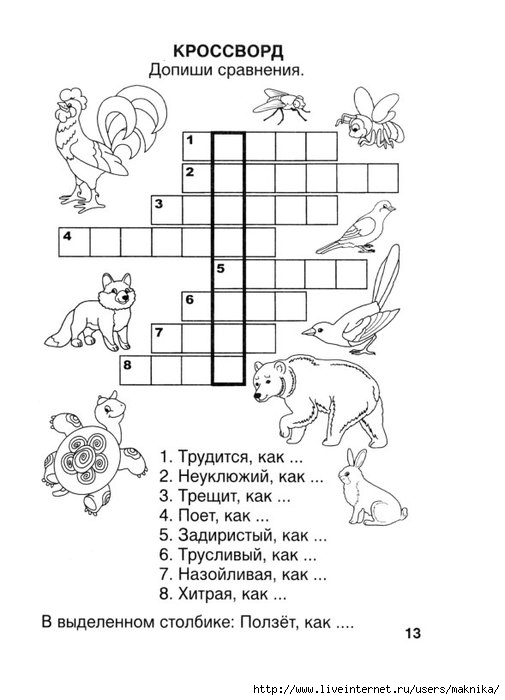 КРОССВОРД
Допиши сравнения.
1
2
3
4
5
6
7
8
1. Трудится, как ...
2. Неуклюжий, как ...
3. Трещит, как ...
4. Поет, как ...
5. Задиристый, как ...
6. Трусливый, как ...
7. Назойливая, как ...
8. Хитрая, как ...
В выделенном столбике: Ползёт, как ....
13
http://www.liveinternet.ru/users/maknika/